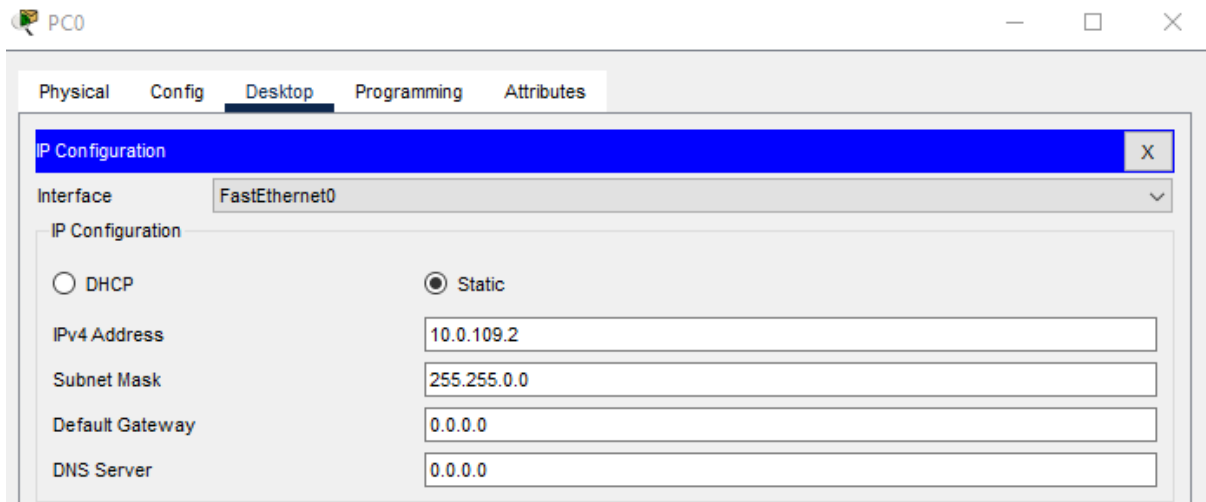 PC0
Physical Config Desktop Programming Attributes
IP Configuration X
Interface FastEthernet0
IP Configuration
DHCP Static
IPv4 Address 10.0.109.2
Subnet Mask 255.255.0.0
Default Gateway 0.0.0.0
DNS Server 0.0.0.0